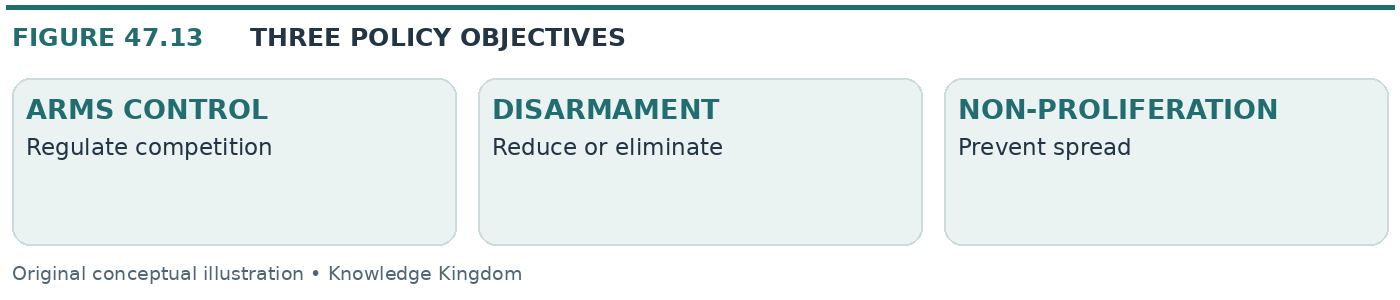 FIGURE 47.13 THREE POLICY OBJECTIVES
ARMS CONTROL
Regulate competition
DISARMAMENT
Reduce or eliminate
NON-PROLIFERATION
Prevent spread
Original conceptual illustration • Knowledge Kingdom